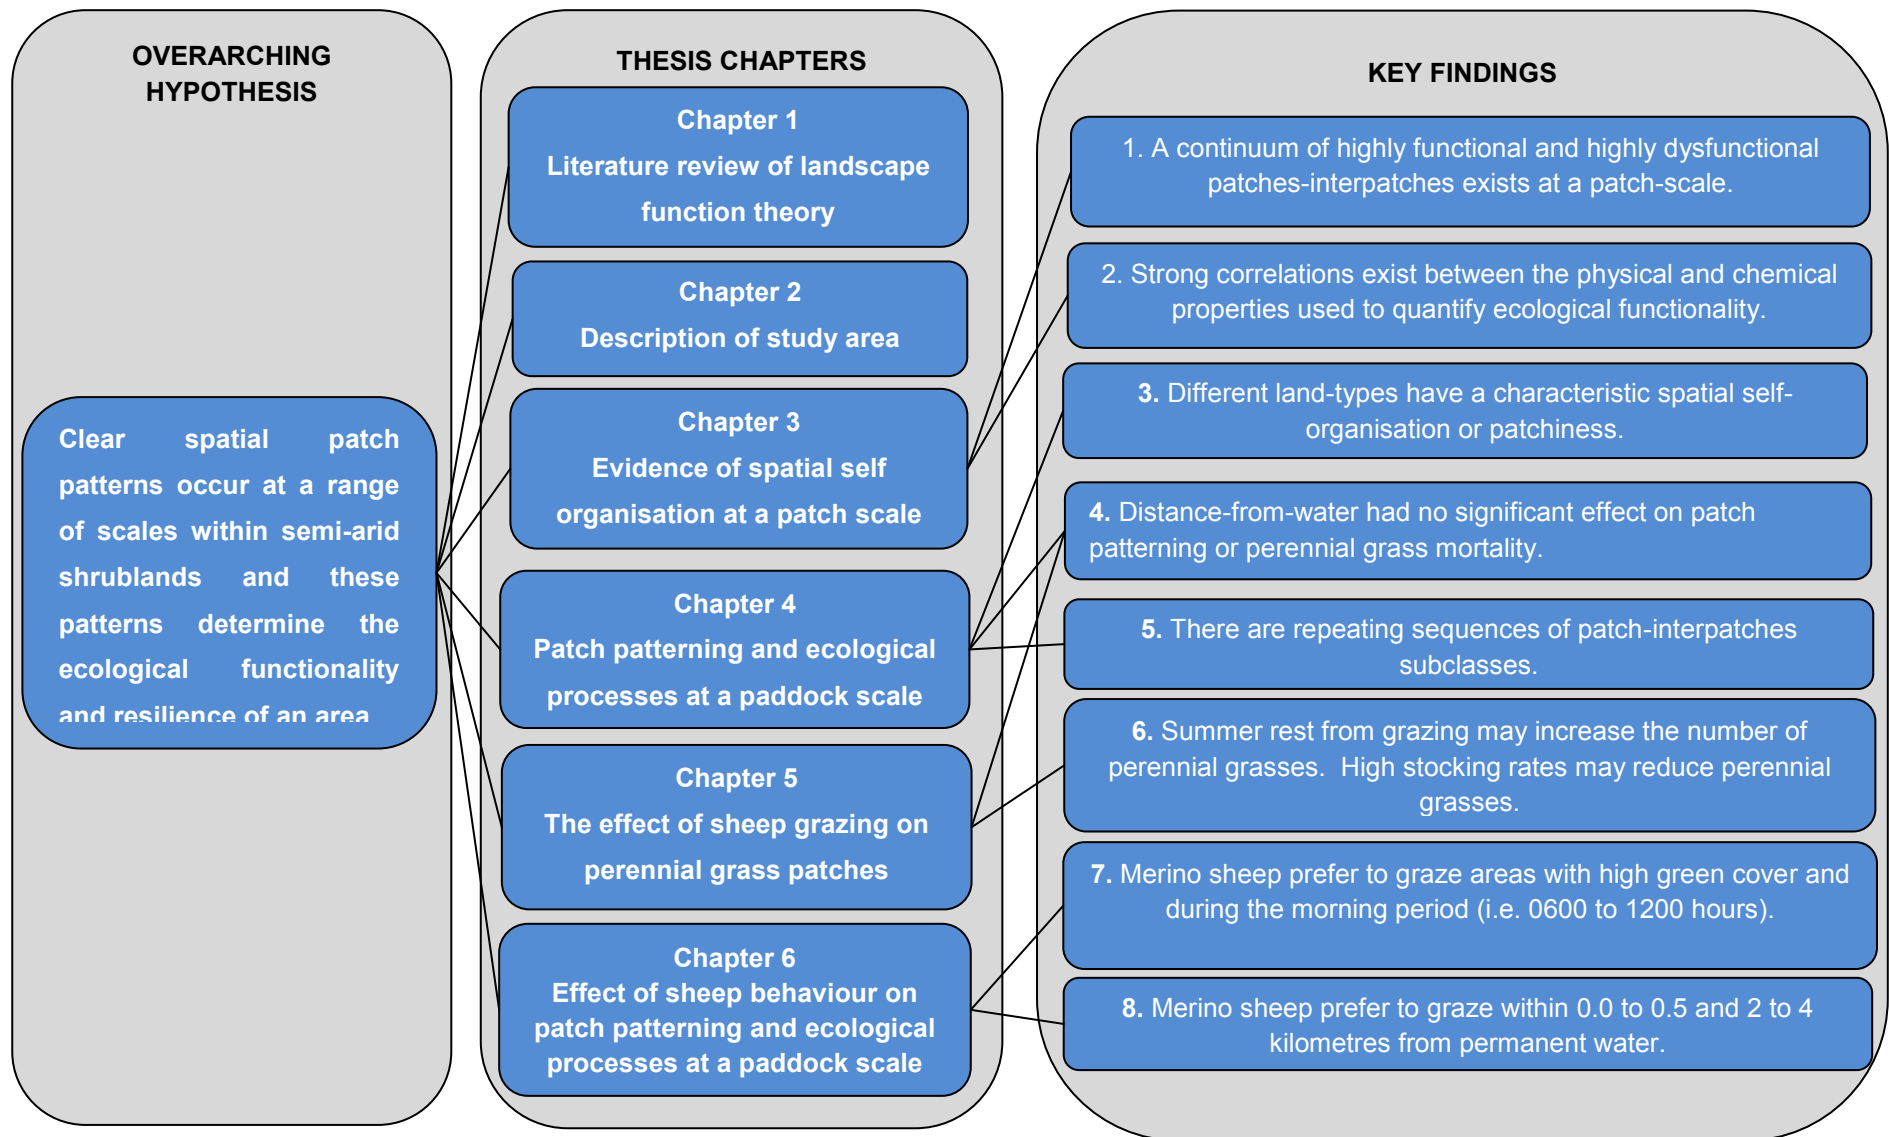 OVERARCHING
HYPOTHESIS
Clear spatial patch
patterns occur at a range
of scales within semi-arid
shrublands and these
patterns determine the
ecological functionality
and resilience of an area
THESIS CHAPTERS
Chapter 1
Literature review of landscape
function theory
Chapter 2
Description of study area
Chapter 3
Evidence of spatial self
organisation at a patch scale
Chapter 4
Patch patterning and ecological
processes at a paddock scale
Chapter 5
The effect of sheep grazing on
perennial grass patches
Chapter 6
Effect of sheep behaviour on
patch patterning and ecological
processes at a paddock scale
KEY FINDINGS
1. A continuum of highly functional and highly dysfunctional
patches-interpatches exists at a patch-scale.
2. Strong correlations exist between the physical and chemical
properties used to quantify ecological functionality.
3. Different land-types have a characteristic spatial self-
organisation or patchiness.
4. Distance-from-water had no significant effect on patch
patterning or perennial grass mortality.
5. There are repeating sequences of patch-interpatches
subclasses.
6. Summer rest from grazing may increase the number of
perennial grasses. High stocking rates may reduce perennial
grasses.
7. Merino sheep prefer to graze areas with high green cover and
during the morning period (i.e. 0600 to 1200 hours).
8. Merino sheep prefer to graze within 0.0 to 0.5 and 2 to 4
kilometres from permanent water.